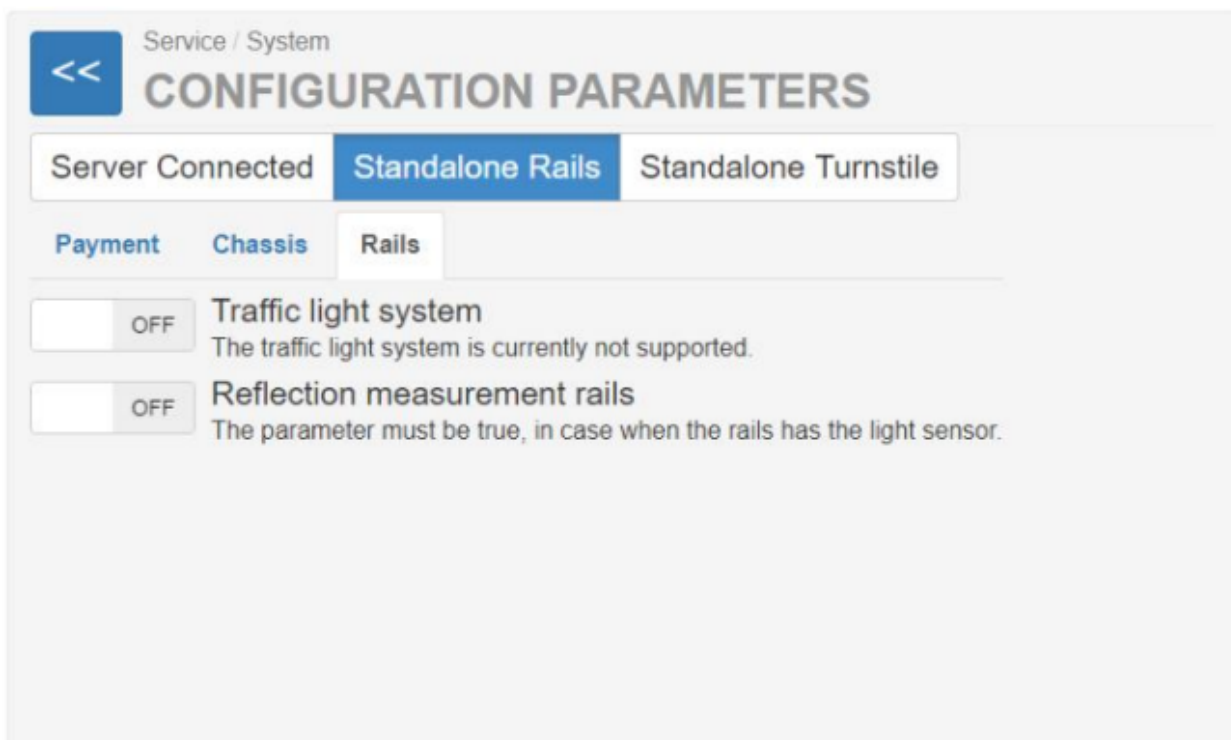 <<
Service / System
CONFIGURATION PARAMETERS
Server Connected Standalone Rails Standalone Turnstile
Payment Chassis Rails
OFF Traffic light system
The traffic light system is currently not supported.
OFF Reflection measurement rails
The parameter must be true, in case when the rails has the light sensor.